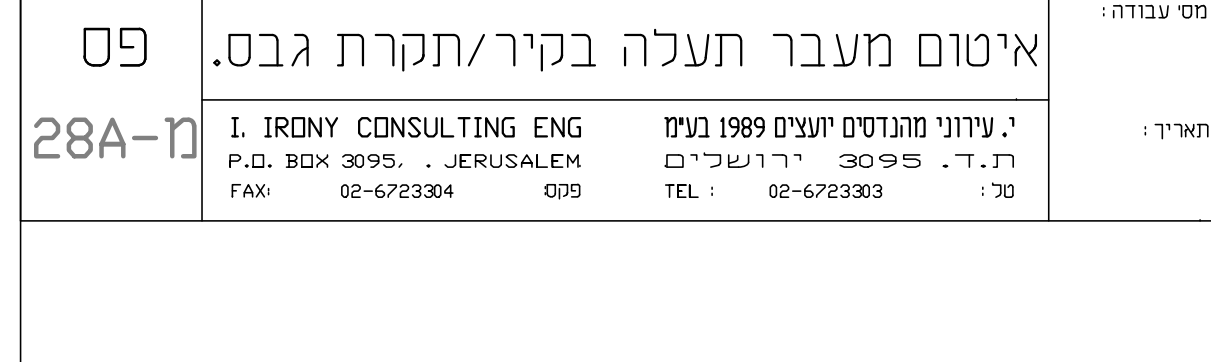 מסי עבודה :
איטום מעבר תעלה בקיר/תקרת גבס.
פס
תאריך :
י. עירוני מהנדסים יועצים 1989 בע"מ
I. IRONY CONSULTING ENG
מ-28A
ת.ד. 3095 ירושלים
P.O. BOX 3095, . JERUSALEM
טל : 02-6723303 TEL :
פקס: 02-6723304 FAX: